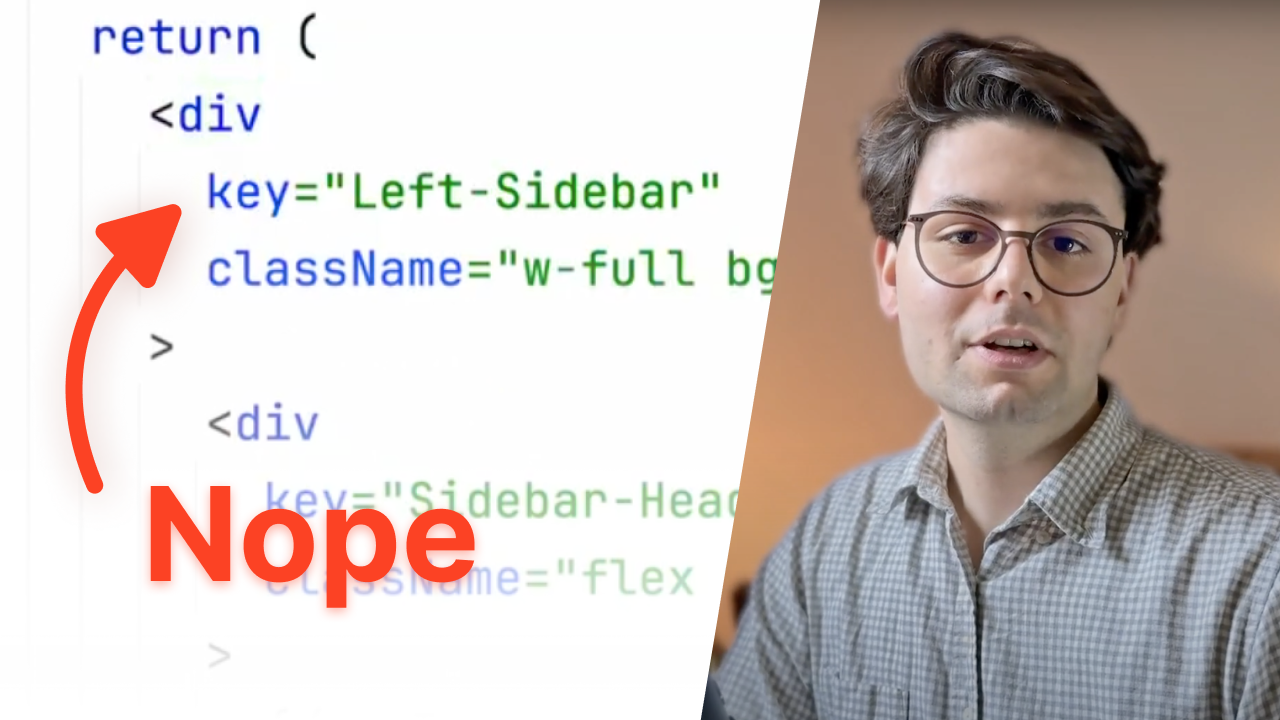 return (
<div
key="Left-Sidebar"
className="w-full bg
>
<div
key="Sidebar-Head
Nope
className="flex
>